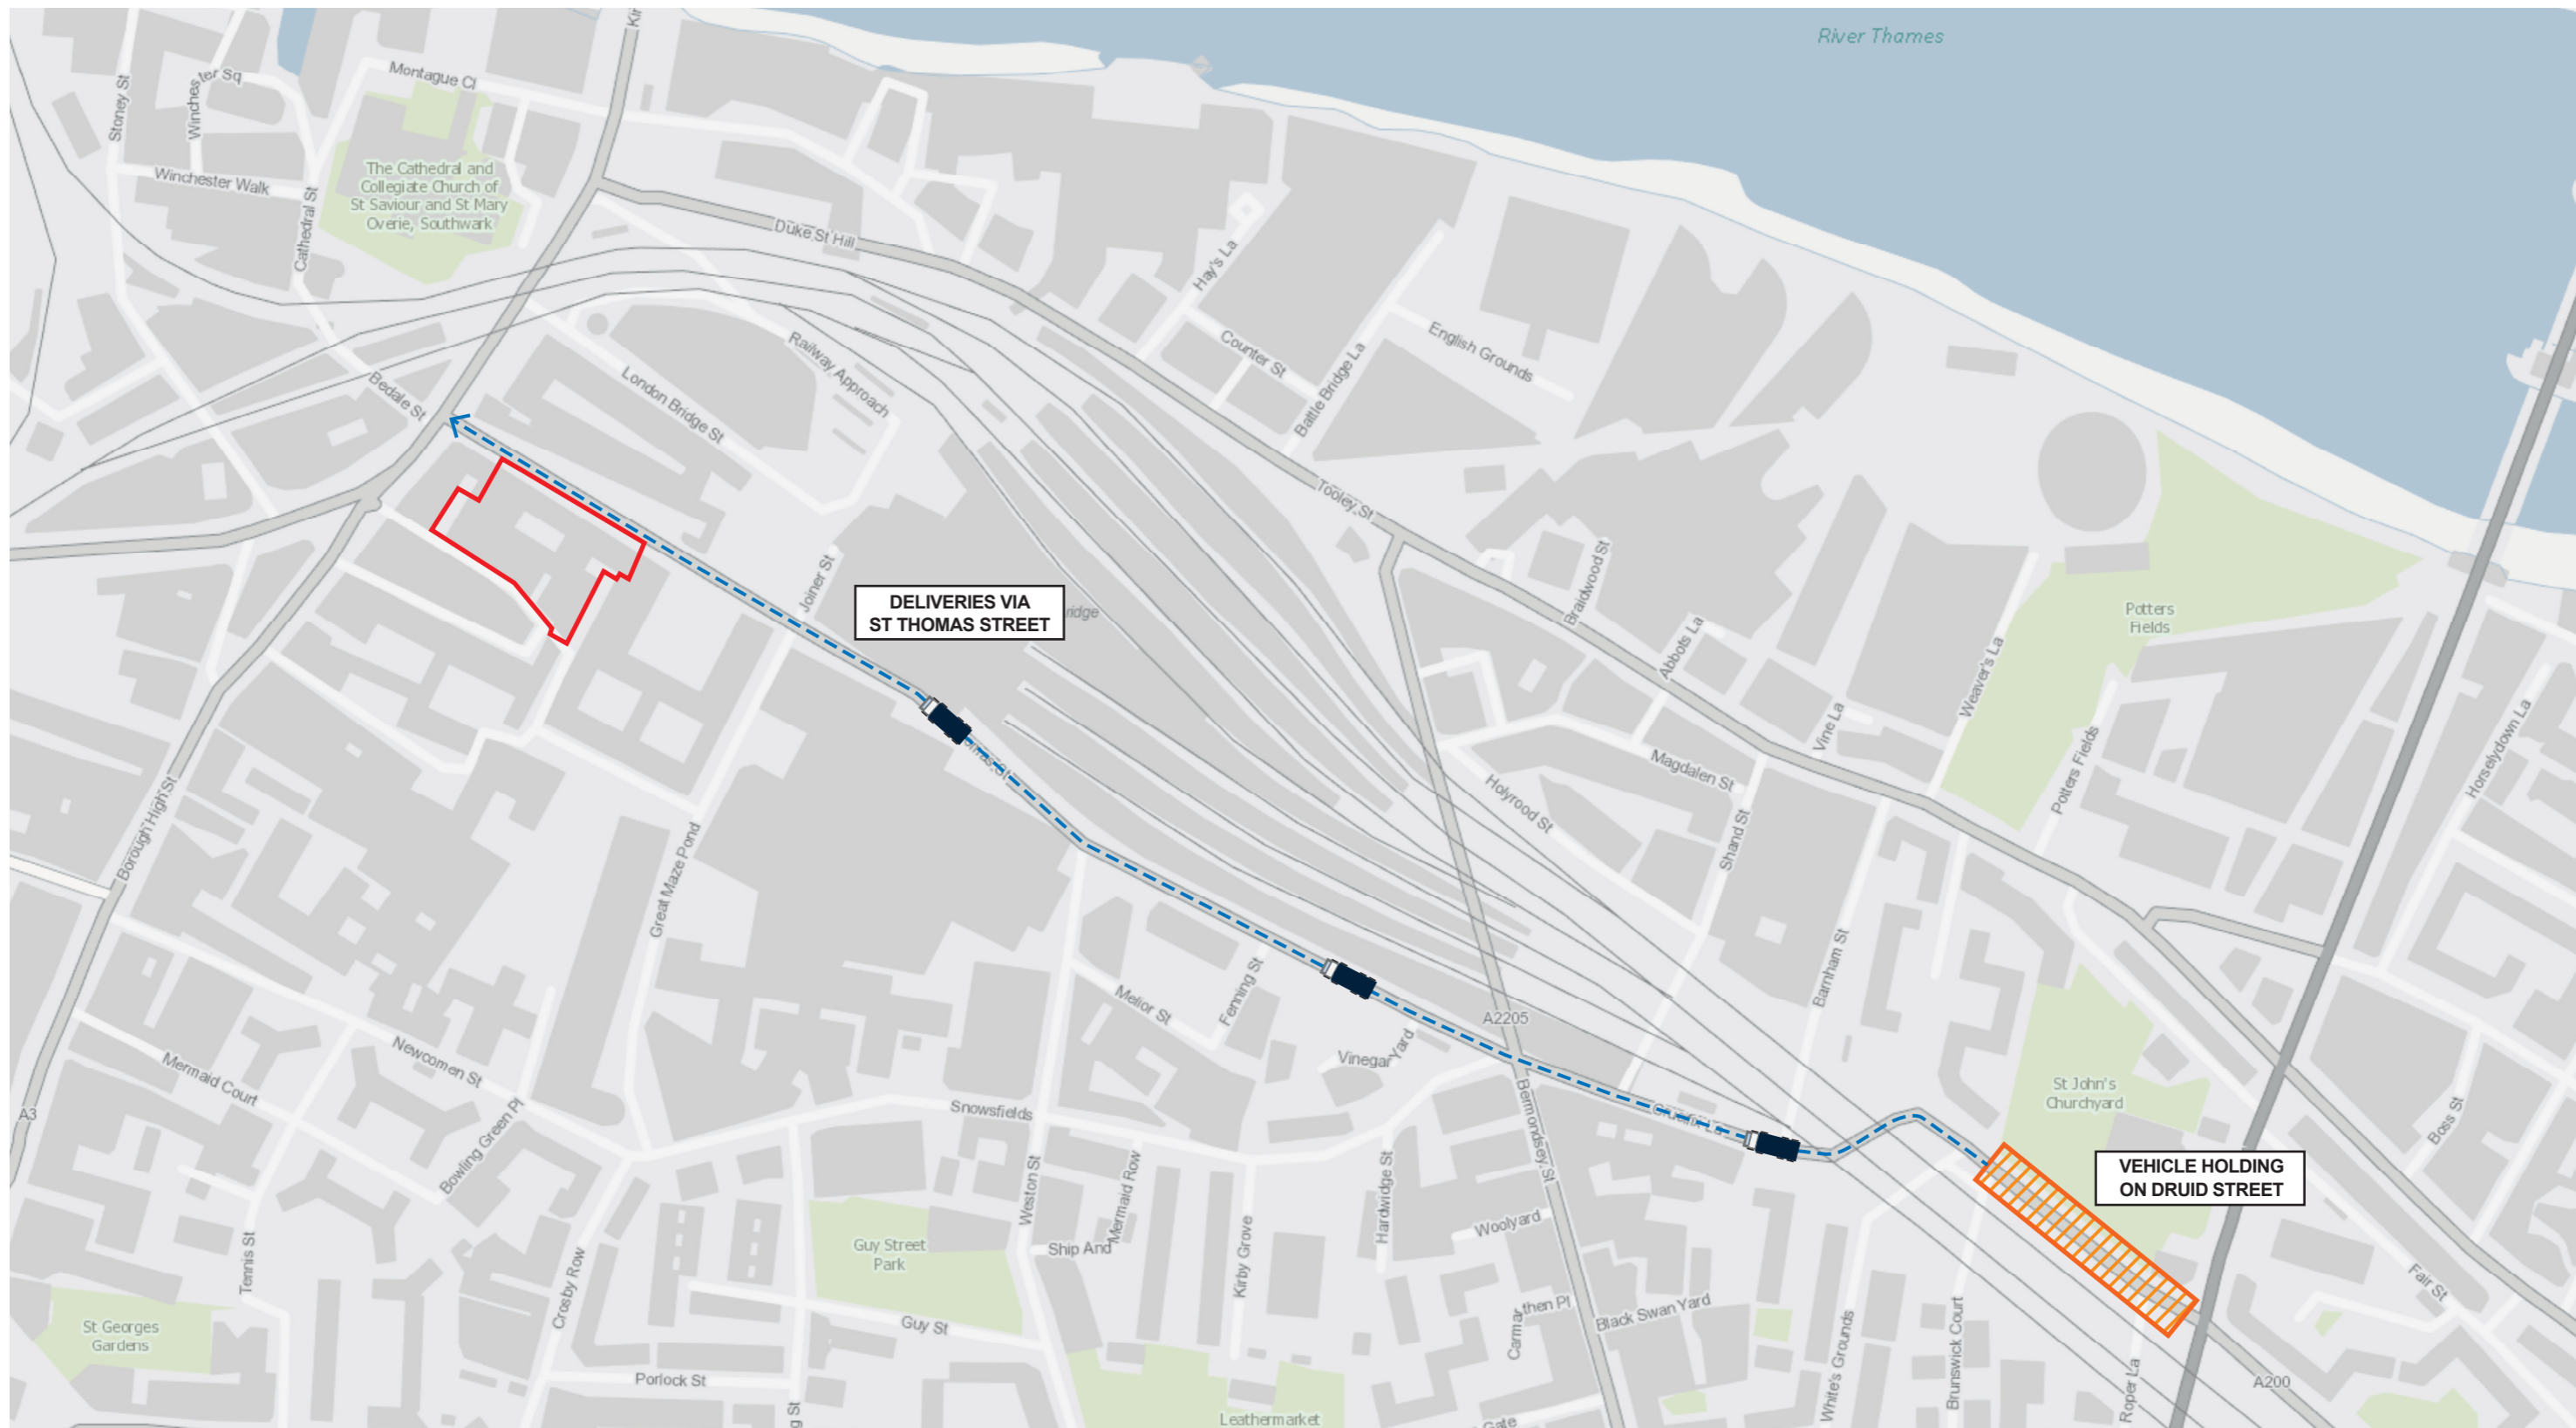 River Thames
Montague Cl
Stoney St
Winchester Sq
Winchester Walk
The Cathedral and
Collegiate Church of
St Saviour and St Mary
Overie, Southwark
Cathedral St
Duke St Hill
Hay's La
Counter St
Battle Bridge La
English Grounds
Railway Approach
London Bridge St
Bedale St
Tooley St
Joiner St
DELIVERIES VIA
ST THOMAS STREET
ridge
Braidwood St
Abbots La
Potters
Fields
Weaver's La
Vine La
Potters Fields
Horselydown La
Magdalen St
Holyrood St
Shand St
Borough High St
Great Maze Pond
Barnham St
Melior St
Fenning St
A2205
Vinegar Yard
Newcomen St
Mermaid Court
A3
Bowling Green Pl
Snowsfields
Bermondsey St
St John's
Churchyard
Boss St
VEHICLE HOLDING
ON DRUID STREET
Weston St
Mermaid Row
Ship And
Hardwidge St
Woolyard
Kirby Grove
Guy Street
Park
Tennis St
Crosby Row
Guy St
St Georges
Gardens
Black Swan Yard
White's Grounds
Brunswick Court
Fair St
A200
Roper La
Porlock St
Leathermarket
g St
Gate